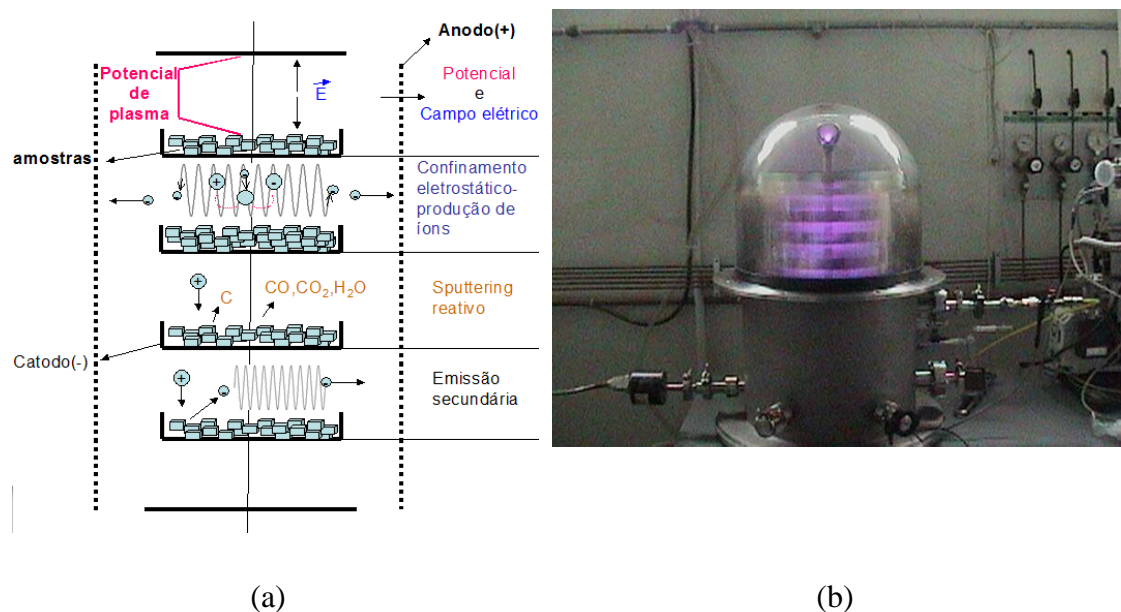 Anodo(+)
Potencial
de
plasma
E
Potencial
e
Campo elétrico
amostras
+
-
Confinamento
eletrostático-
produção de
íons
+
C
CO,CO2,H2O
Sputtering
reativo
Catodo(-)
+
Emissão
secundária
(a)
(b)